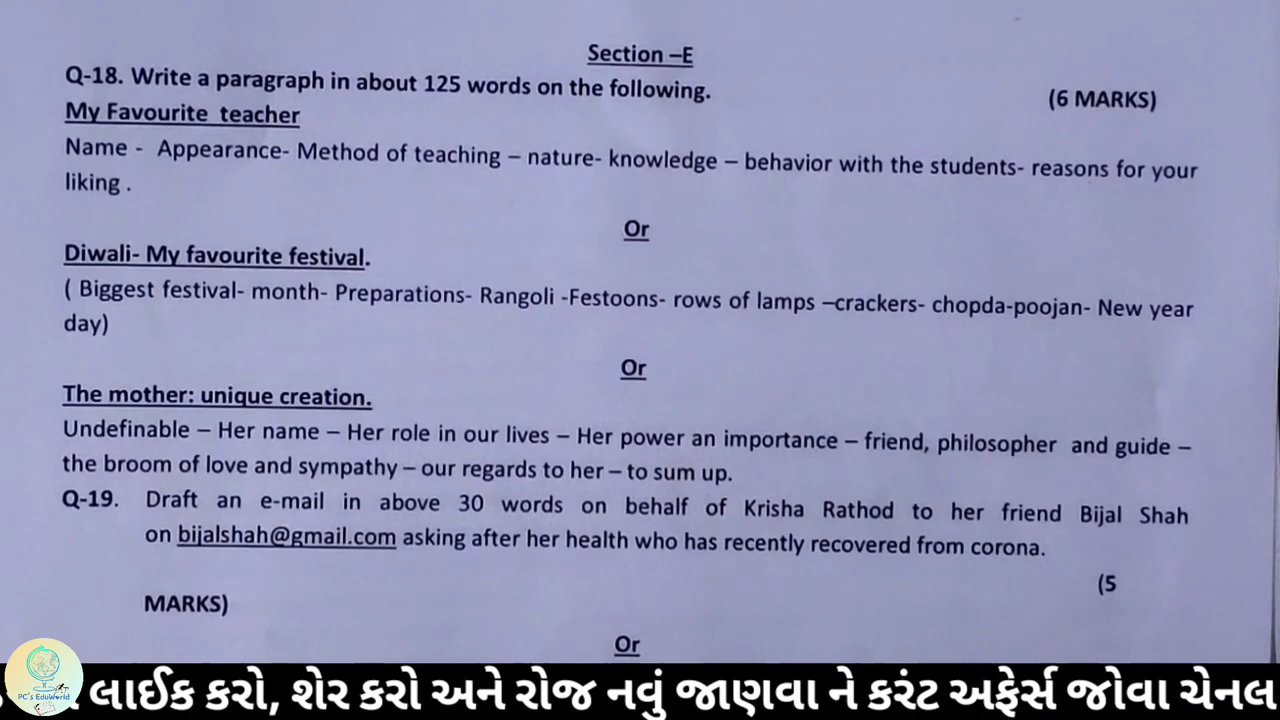 Section –E
Q-18. Write a paragraph in about 125 words on the following. (6 MARKS)
My Favourite teacher
Name - Appearance- Method of teaching – nature- knowledge – behavior with the students- reasons for your
liking .
Or
Diwali- My favourite festival.
( Biggest festival- month- Preparations- Rangoli -Festoons- rows of lamps –crackers- chopda-poojan- New year
day)
Or
The mother: unique creation.
Undefinable – Her name – Her role in our lives – Her power an importance – friend, philosopher and guide –
the broom of love and sympathy – our regards to her – to sum up.
Q-19. Draft an e-mail in above 30 words on behalf of Krisha Rathod to her friend Bijal Shah
on bijalshah@gmail.com asking after her health who has recently recovered from corona.
(5
MARKS)
Or
PC's EduWorld
લાઈક કરો, શેર કરો અને રોજ નવું જાણવા ને કરંટ અફેર્સ જોવા ચેનલ